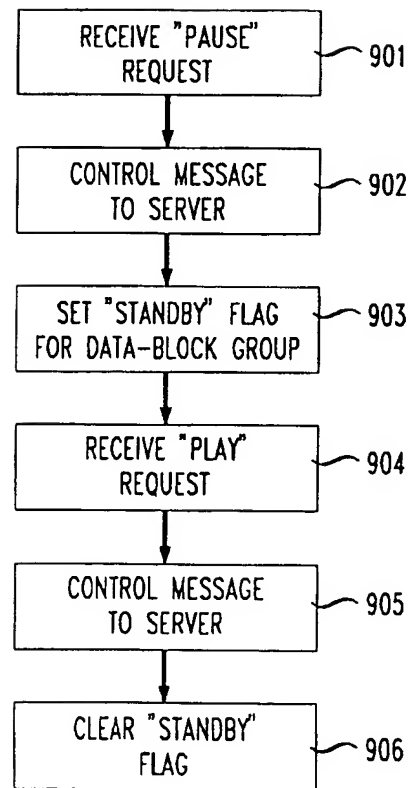 RECEIVE "PAUSE"
REQUEST
901
CONTROL MESSAGE
TO SERVER
902
SET "STANDBY" FLAG
FOR DATA-BLOCK GROUP
903
RECEIVE "PLAY"
REQUEST
904
CONTROL MESSAGE
TO SERVER
905
CLEAR "STANDBY"
FLAG
906